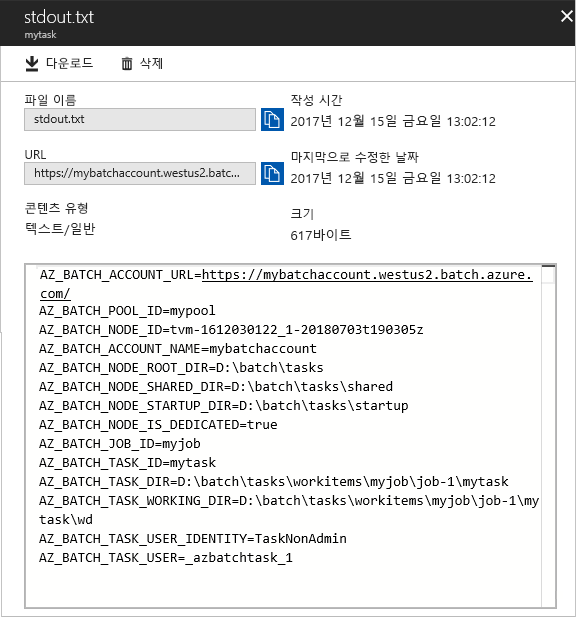 stdout.txt
mytask
다운로드
삭제
파일 이름
stdout.txt
작성 시간
2017년 12월 15일 금요일 13:02:12
URL
https://mybatchaccount.westus2.batc...
마지막으로 수정한 날짜
2017년 12월 15일 금요일 13:02:12
콘텐츠 유형
텍스트/일반
크기
617바이트
AZ_BATCH_ACCOUNT_URL=https://mybatchaccount.westus2.batch.azure.
com/
AZ_BATCH_POOL_ID=mypool
AZ_BATCH_NODE_ID=tvm-1612030122_1-20180703t190305z
AZ_BATCH_ACCOUNT_NAME=mybatchaccount
AZ_BATCH_NODE_ROOT_DIR=D:\batch\tasks
AZ_BATCH_NODE_SHARED_DIR=D:\batch\tasks\shared
AZ_BATCH_NODE_STARTUP_DIR=D:\batch\tasks\startup
AZ_BATCH_NODE_IS_DEDICATED=true
AZ_BATCH_JOB_ID=myjob
AZ_BATCH_TASK_ID=mytask
AZ_BATCH_TASK_DIR=D:\batch\tasks\workitems\myjob\job-1\mytask
AZ_BATCH_TASK_WORKING_DIR=D:\batch\tasks\workitems\myjob\job-1\my
task\wd
AZ_BATCH_TASK_USER_IDENTITY=TaskNonAdmin
AZ_BATCH_TASK_USER=_azbatchtask_1